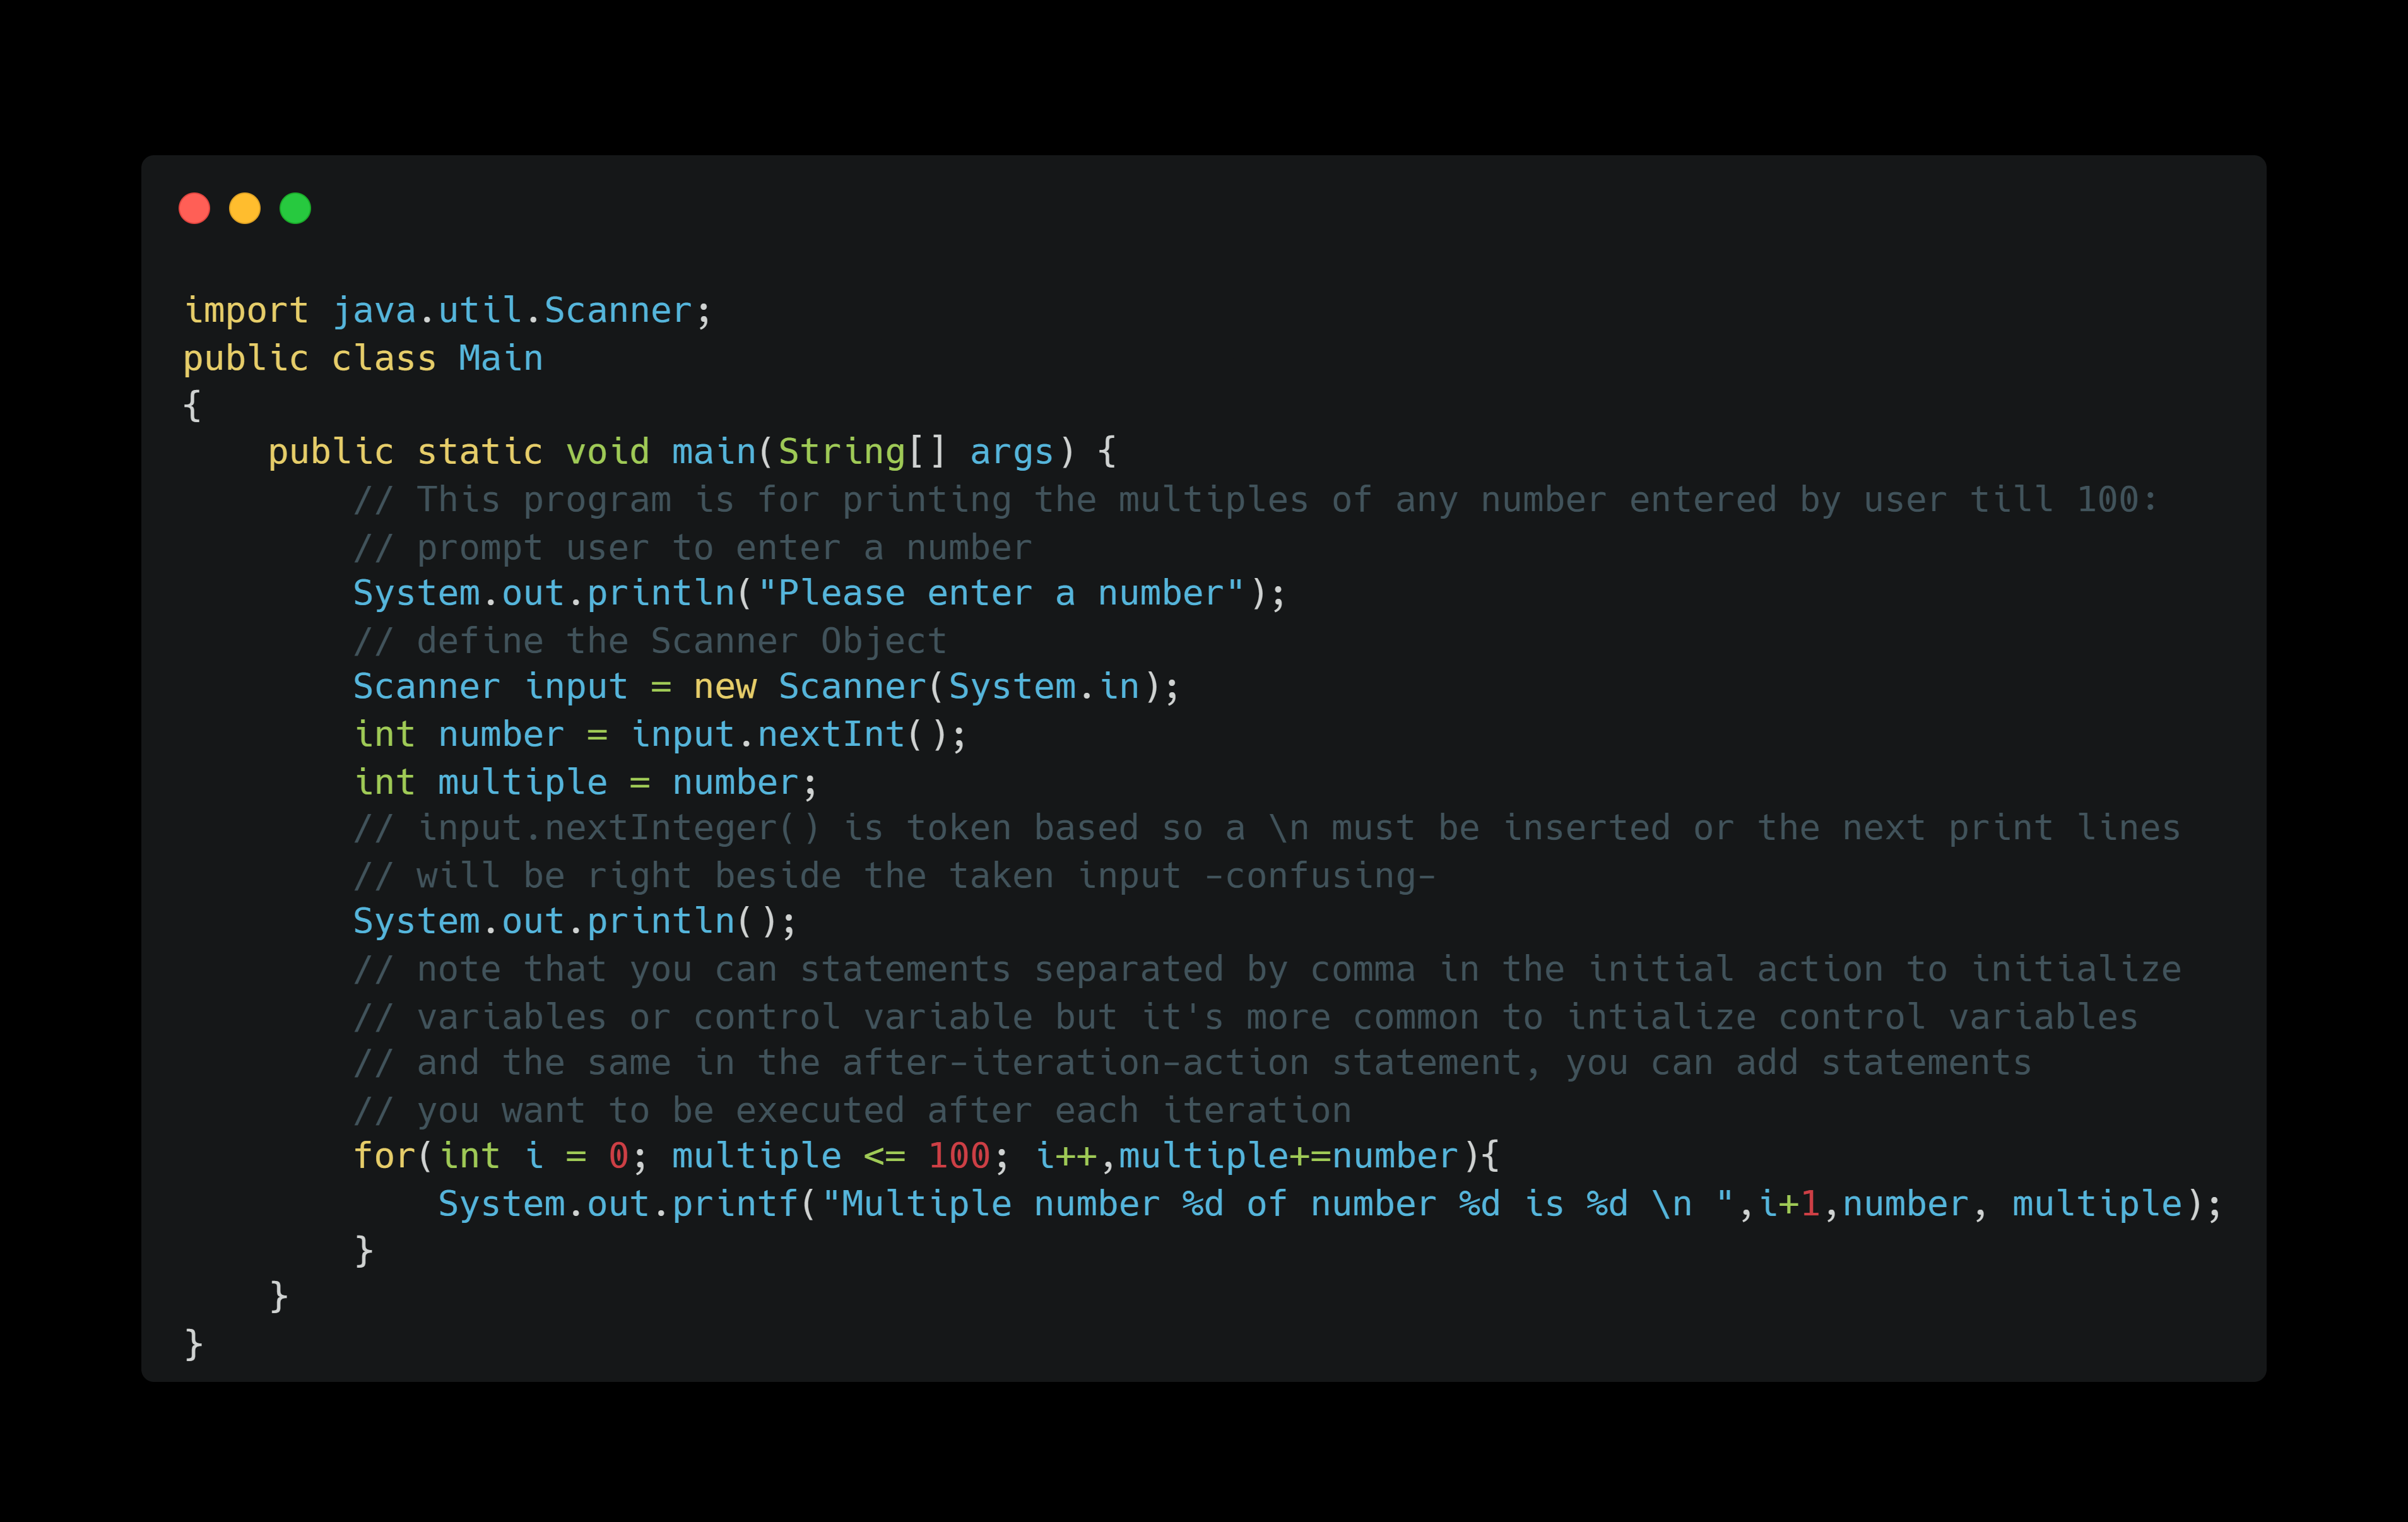 import java.util.Scanner;
public class Main
{
    public static void main(String[] args) {
        // This program is for printing the multiples of any number entered by user till 100:
        // prompt user to enter a number
        System.out.println("Please enter a number");
        // define the Scanner Object
        Scanner input = new Scanner(System.in);
        int number = input.nextInt();
        int multiple = number;
        // input.nextInteger() is token based so a \n must be inserted or the next print lines
        // will be right beside the taken input -confusing-
        System.out.println();
        // note that you can statements separated by comma in the initial action to initialize
        // variables or control variable but it's more common to intialize control variables
        // and the same in the after-iteration-action statement, you can add statements
        // you want to be executed after each iteration
        for(int i = 0; multiple <= 100; i++,multiple+=number){
            System.out.printf("Multiple number %d of number %d is %d \n ",i+1,number, multiple);
        }
    }
}